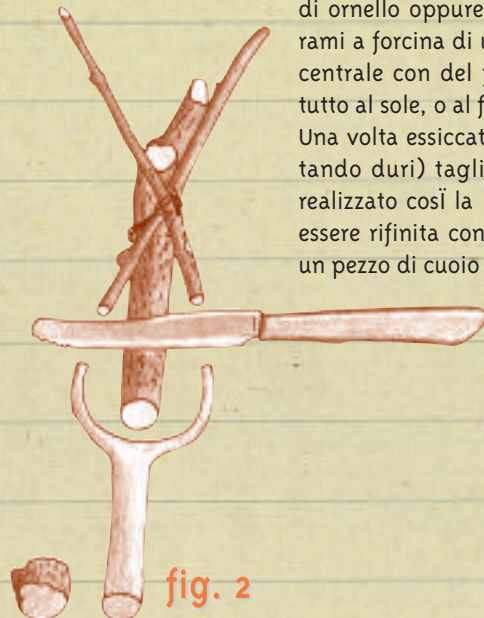 di ornello oppure
rami a forcina di
centrale con del
tutto al sole, o al
Una volta essiccat
tando duri) tagli
realizzato cosÏ la
essere rifinita con
un pezzo di cuoio
fig. 2